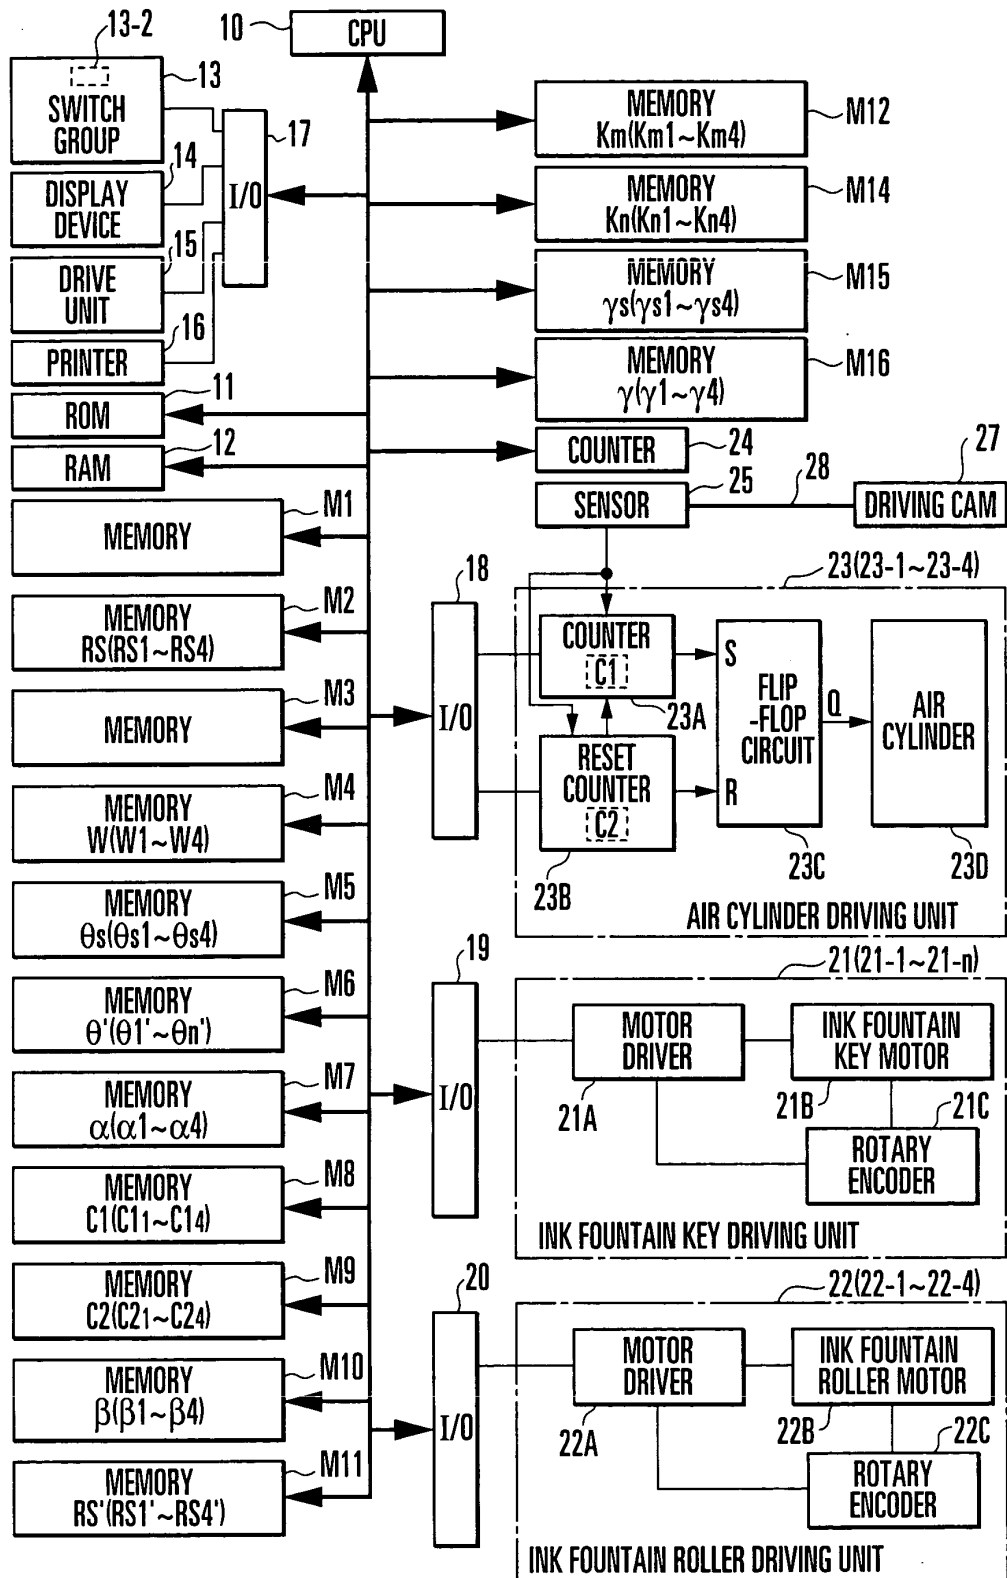 13-2
10
CPU
13
SWITCH
GROUP
17
I/O
14
DISPLAY
DEVICE
15
DRIVE
UNIT
16
PRINTER
11
ROM
12
RAM
MEMORY
Km(Km1~Km4)
M12
MEMORY
Kn(Kn1~Kn4)
M14
MEMORY
γs(γs1~γs4)
M15
MEMORY
γ(γ1~γ4)
M16
COUNTER
24
SENSOR
25
28
27
DRIVING CAM
M1
MEMORY
M2
MEMORY
RS(RS1~RS4)
M3
MEMORY
M4
MEMORY
W(W1~W4)
M5
MEMORY
θs(θs1~θs4)
M6
MEMORY
θ'(θ1'~θn')
M7
MEMORY
α(α1~α4)
M8
MEMORY
C1(C11~C14)
M9
MEMORY
C2(C21~C24)
M10
MEMORY
β(β1~β4)
M11
MEMORY
RS'(RS1'~RS4')
18
I/O
23(23-1~23-4)
COUNTER
C1
23A
RESET
COUNTER
C2
23B
S
R
FLIP
-FLOP
CIRCUIT
Q
23C
AIR
CYLINDER
23D
AIR CYLINDER DRIVING UNIT
19
I/O
21(21-1~21-n)
MOTOR
DRIVER
21A
INK FOUNTAIN
KEY MOTOR
21B
21C
ROTARY
ENCODER
INK FOUNTAIN KEY DRIVING UNIT
20
I/O
22(22-1~22-4)
MOTOR
DRIVER
22A
INK FOUNTAIN
ROLLER MOTOR
22B
22C
ROTARY
ENCODER
INK FOUNTAIN ROLLER DRIVING UNIT